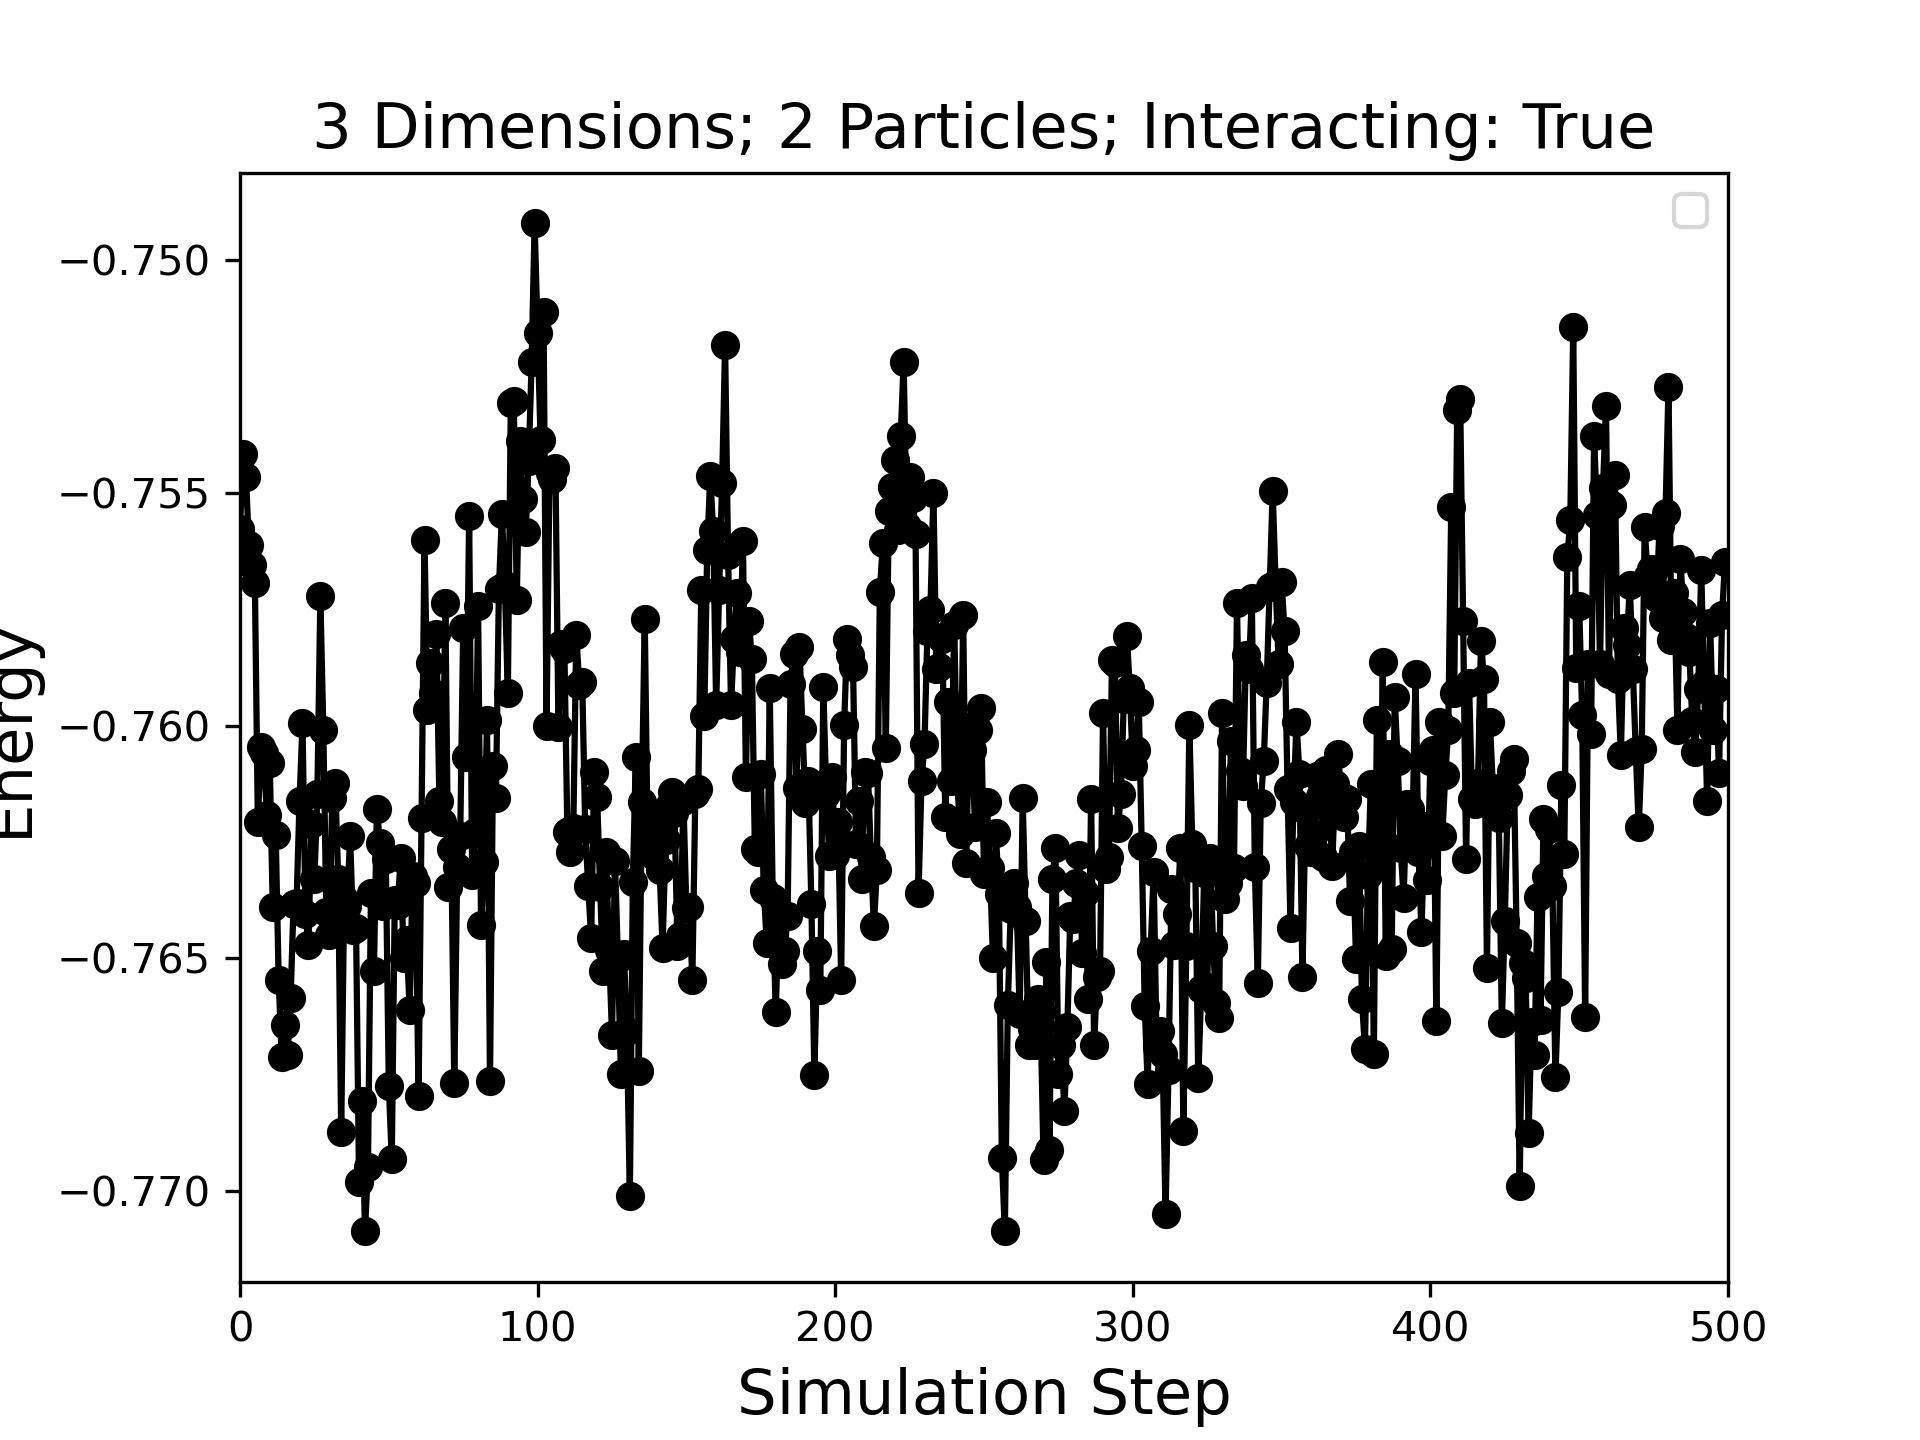 3 Dimensions; 2 Particles; Interacting: True
−0.750
−0.755
−0.760
−0.765
−0.770
Energy
0 100 200 300 400 500
Simulation Step